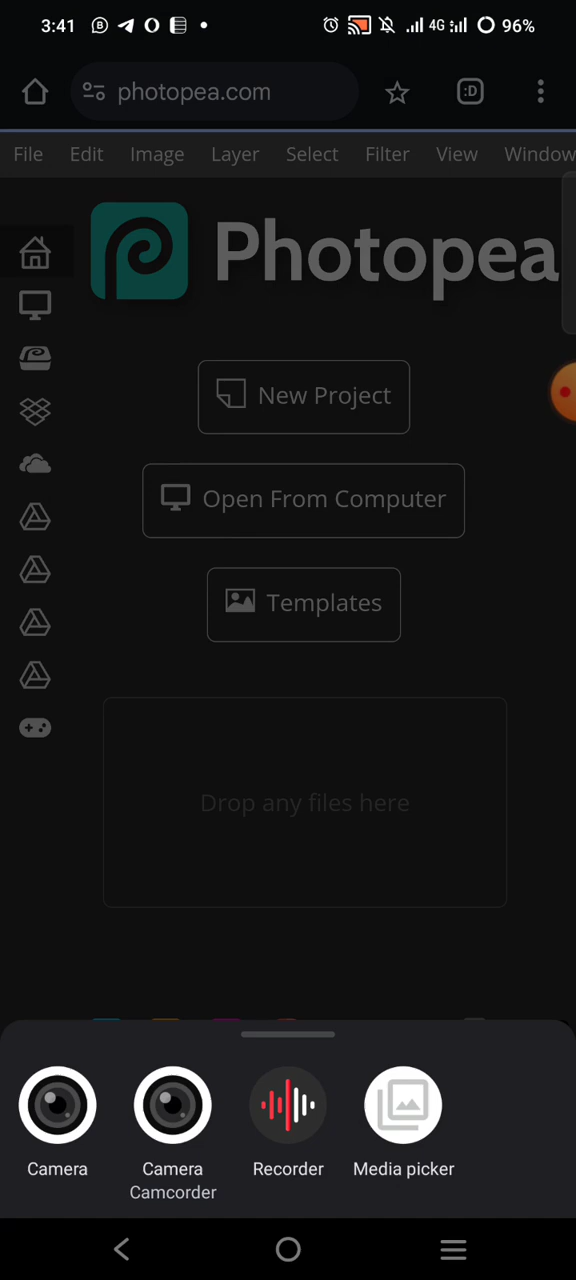 3:41
4G 96%
photopea.com
:D
File Edit Image Layer Select Filter View Window
Photopea
New Project
Open From Computer
Templates
Drop any files here
Camera
Camera
Camcorder
Recorder
Media picker